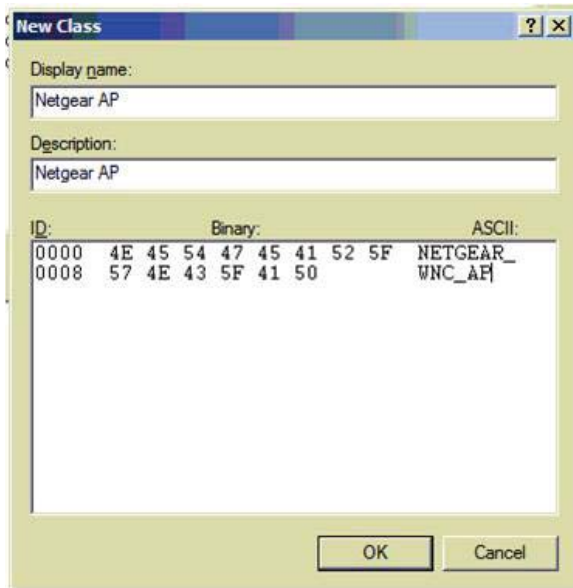 New Class
Display name:
Netgear AP
Description:
Netgear AP
ID: Binary: ASCII:
0000 4E 45 54 47 45 41 52 5F NETGEAR_
0008 57 4E 43 5F 41 50 WNC_AP
OK Cancel